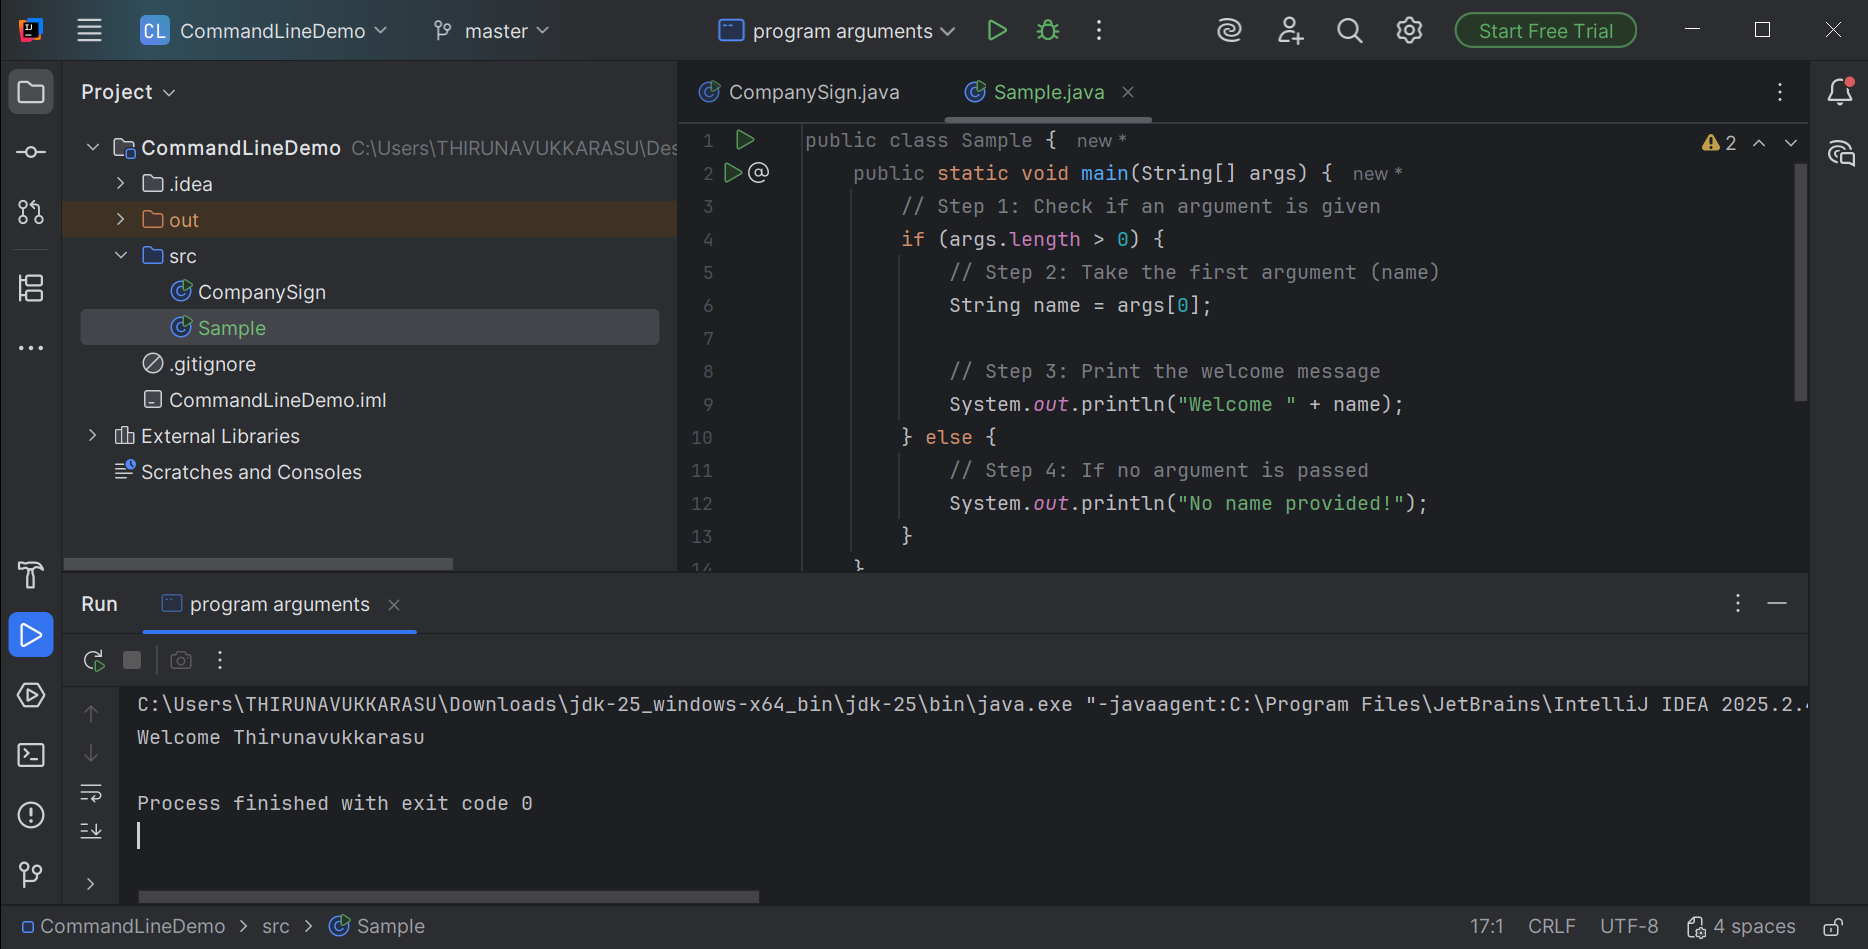 CL CommandLineDemo master program arguments Start Free Trial
Project
CommandLineDemo C:\Users\THIRUNAVUKKARASU\Des
.idea
out
src
CompanySign
Sample
.gitignore
CommandLineDemo.iml
External Libraries
Scratches and Consoles
CompanySign.java Sample.java
2
1 public class Sample { new *
2 public static void main(String[] args) { new *
3 // Step 1: Check if an argument is given
4 if (args.length > 0) {
5 // Step 2: Take the first argument (name)
6 String name = args[0];
7
8 // Step 3: Print the welcome message
9 System.out.println("Welcome " + name);
10 } else {
11 // Step 4: If no argument is passed
12 System.out.println("No name provided!");
13 }
14 }
Run program arguments
C:\Users\THIRUNAVUKKARASU\Downloads\jdk-25_windows-x64_bin\jdk-25\bin\java.exe "-javaagent:C:\Program Files\JetBrains\IntelliJ IDEA 2025.2.4
Welcome Thirunavukkarasu
Process finished with exit code 0
CommandLineDemo > src > Sample 17:1 CRLF UTF-8 4 spaces